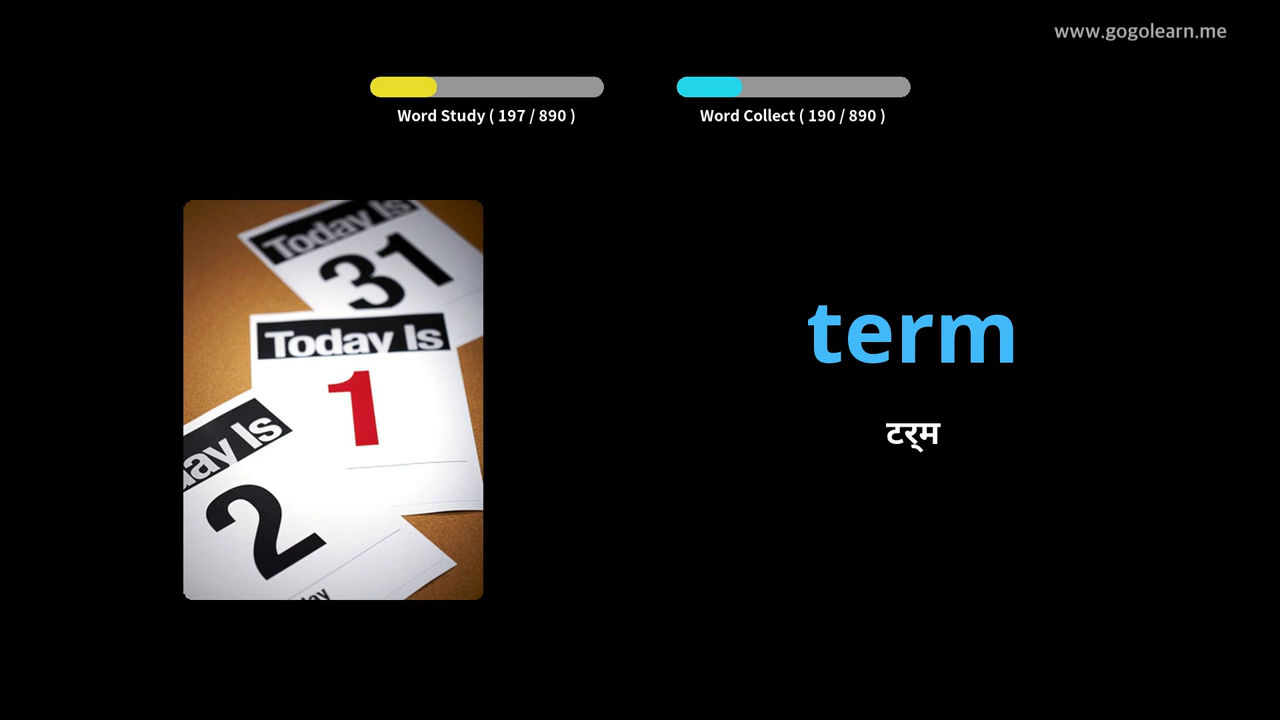 www.gogolearn.me
Word Study ( 197 / 890 )
Word Collect ( 190 / 890 )
Today Is
31
Today Is
1
ay Is
2
term
टर्‌म